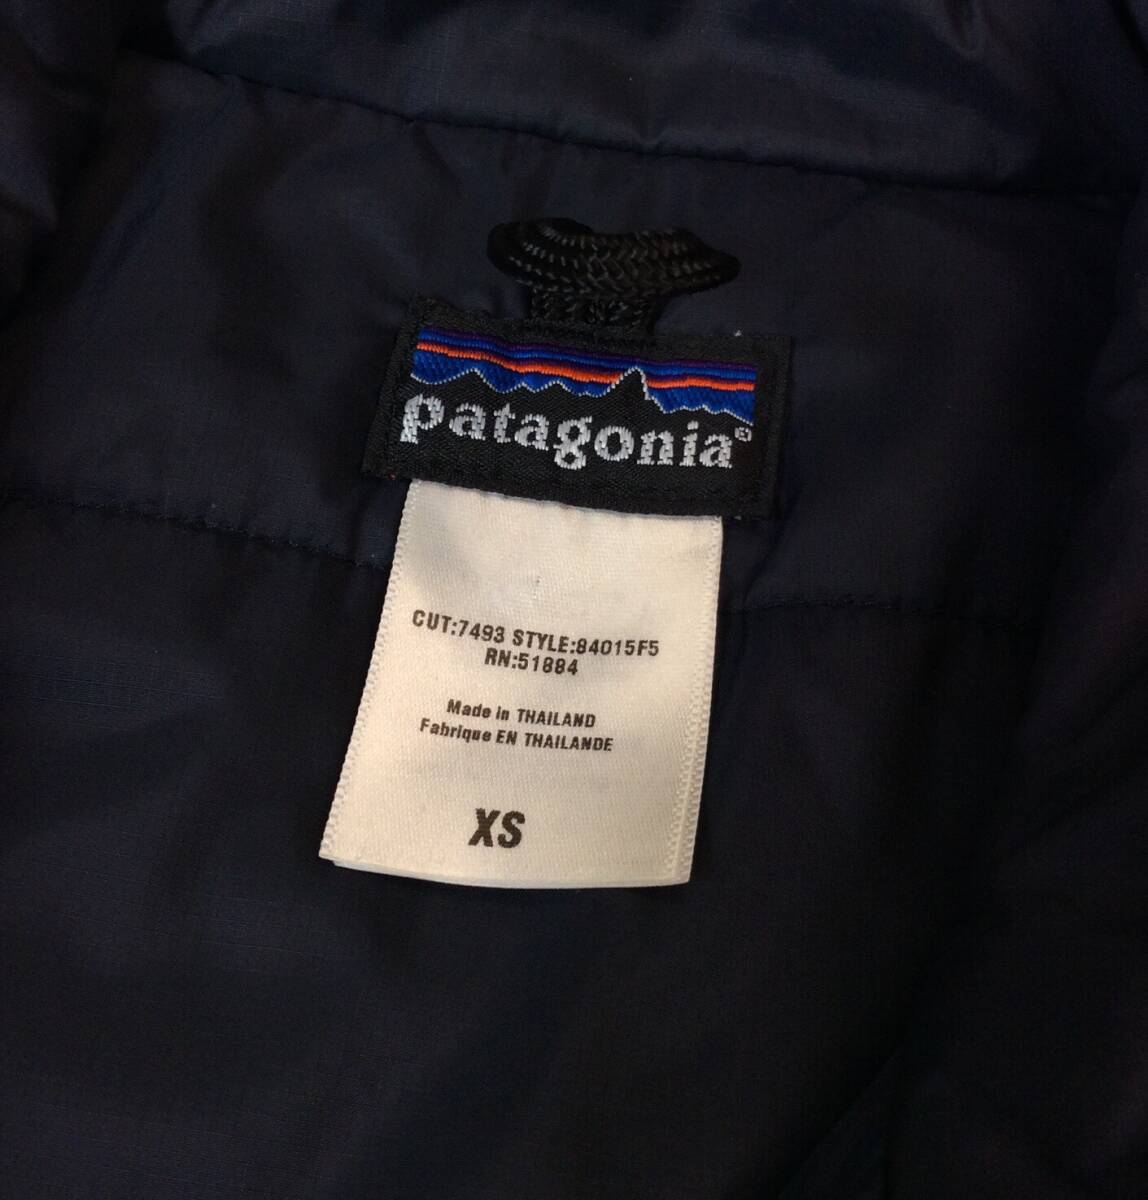 patagonia®
CUT:7493 STYLE:84015F5
RN:51884
Made in THAILAND
Fabrique EN THAILANDE
XS